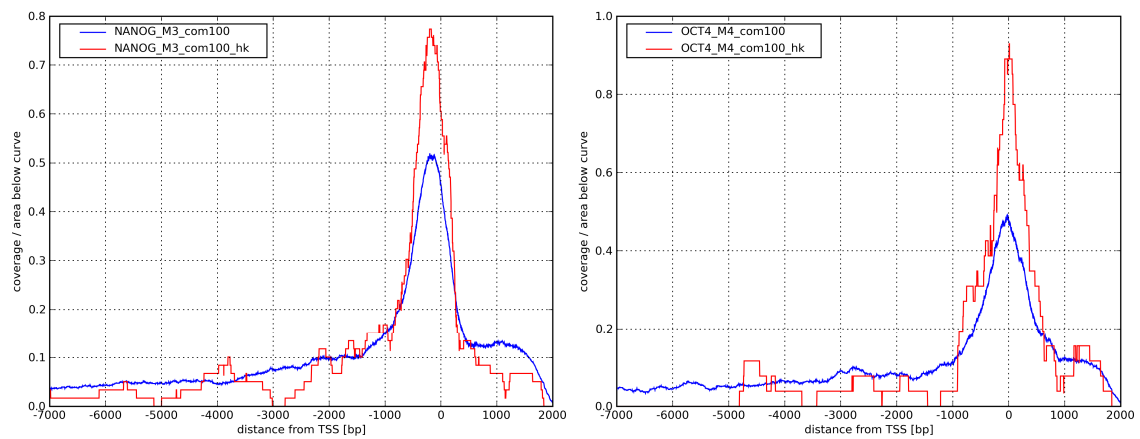 NANOG_M3_com100
NANOG_M3_com100_hk
coverage / area below curve
0.8
0.7
0.6
0.5
0.4
0.3
0.2
0.1
0.0
-7000 -6000 -5000 -4000 -3000 -2000 -1000 0 1000 2000
distance from TSS [bp]
OCT4_M4_com100
OCT4_M4_com100_hk
coverage / area below curve
1.0
0.8
0.6
0.4
0.2
0.0
-7000 -6000 -5000 -4000 -3000 -2000 -1000 0 1000 2000
distance from TSS [bp]